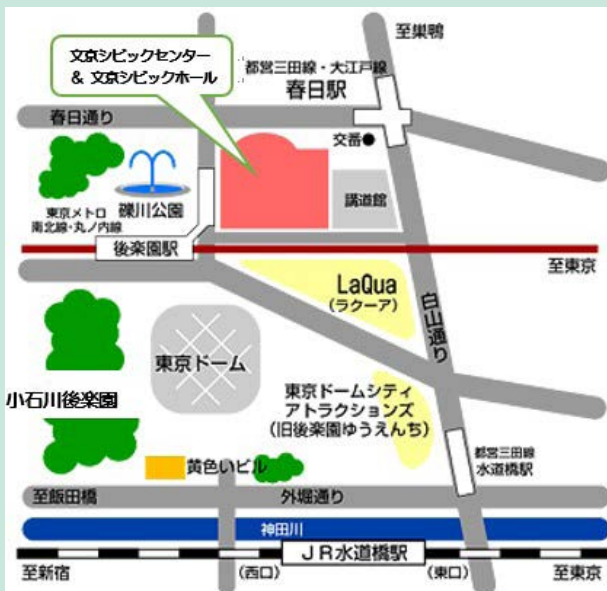 至巣鴨
文京シビックセンター
& 文京シビックホール
都営三田線・大江戸線
春日駅
春日通り
交番
講道館
礫川公園
東京メトロ
南北線・丸ノ内線
後楽園駅
至東京
LaQua
(ラクーア)
白山通り
東京ドーム
小石川後楽園
東京ドームシティ
アトラクションズ
(旧後楽園ゆうえんち)
都営三田線
水道橋駅
黄色いビル
至飯田橋
外堀通り
神田川
JR水道橋駅
至新宿
(西口)
(東口)
至東京